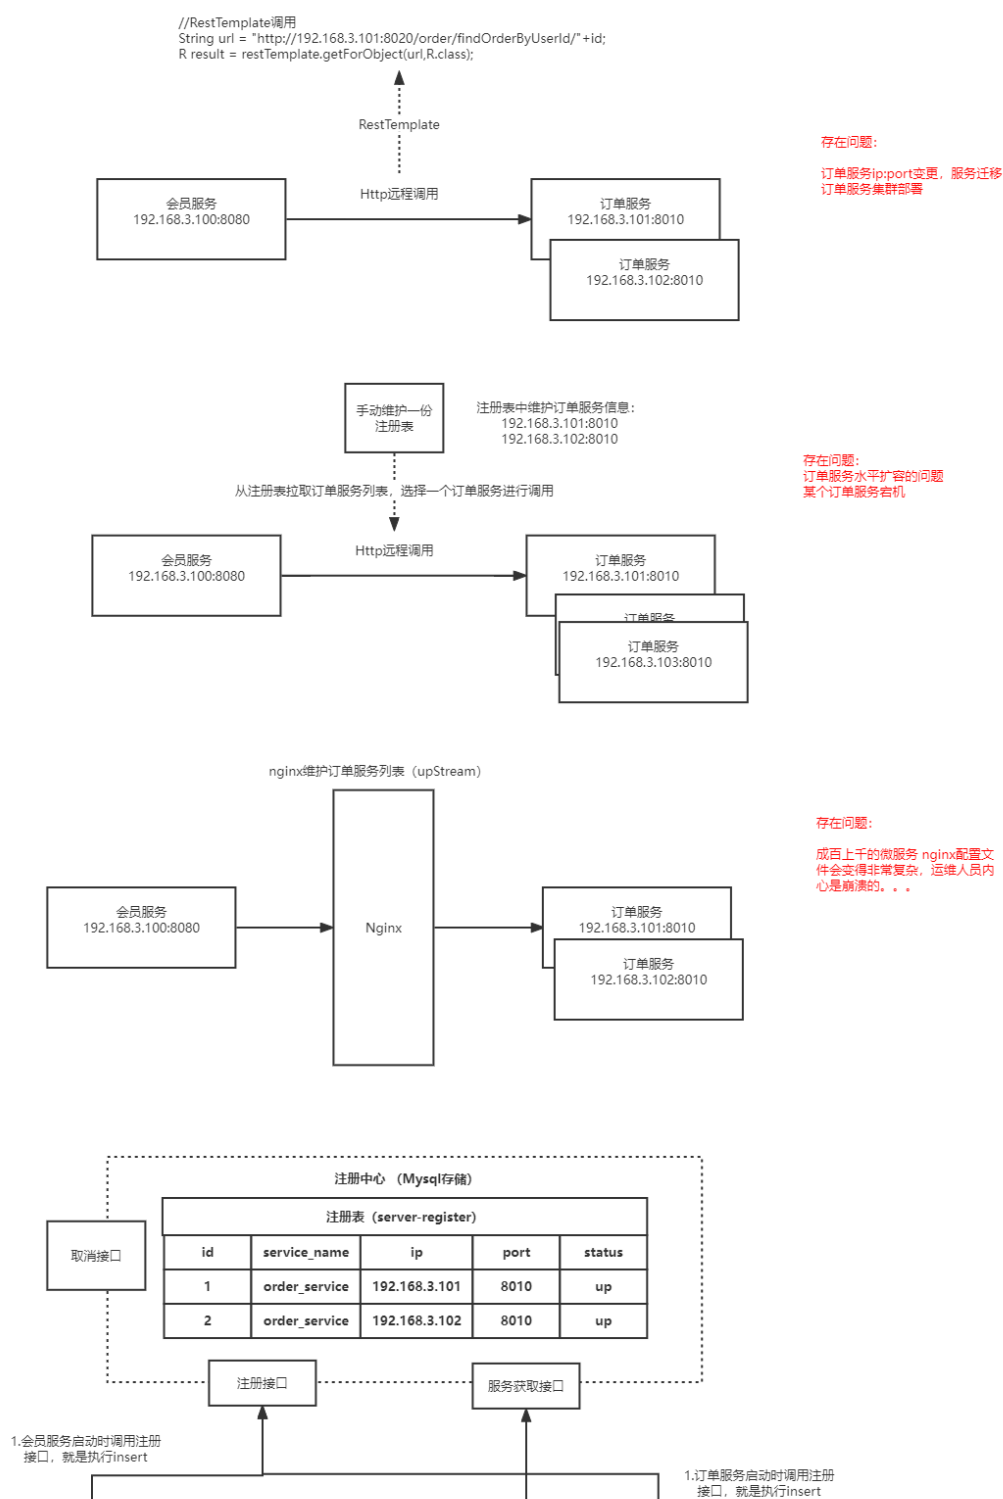 //RestTemplate调用
String url = "http://192.168.3.101:8020/order/findOrderByUserId/"+id;
R result = restTemplate.getForObject(url,R.class);
RestTemplate
存在问题：
订单服务ip:port变更，服务迁移
订单服务集群部署
Http远程调用
会员服务
192.168.3.100:8080
订单服务
192.168.3.101:8010
订单服务
192.168.3.102:8010
手动维护一份
注册表
注册表中维护订单服务信息：
192.168.3.101:8010
192.168.3.102:8010
存在问题：
订单服务水平扩容的问题
某个订单服务宕机
从注册表拉取订单服务列表，选择一个订单服务进行调用
Http远程调用
会员服务
192.168.3.100:8080
订单服务
192.168.3.101:8010
订单服务
订单服务
192.168.3.103:8010
nginx维护订单服务列表（upStream）
存在问题：
成百上千的微服务 nginx配置文
件会变得非常复杂，运维人员内
心是崩溃的。。。
会员服务
192.168.3.100:8080
Nginx
订单服务
192.168.3.101:8010
订单服务
192.168.3.102:8010
注册中心 （Mysql存储）
注册表（server-register）
取消接口
id service_name ip port status
1 order_service 192.168.3.101 8010 up
2 order_service 192.168.3.102 8010 up
注册接口
服务获取接口
1.会员服务启动时调用注册
接口，就是执行insert
1.订单服务启动时调用注册
接口，就是执行insert